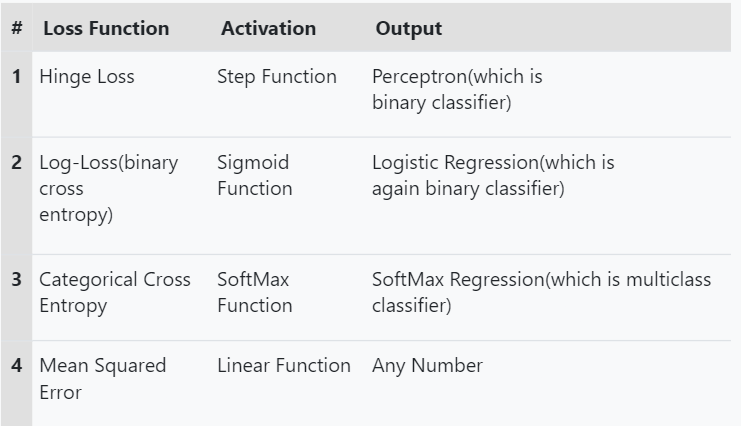 # Loss Function Activation Output
1 Hinge Loss Step Function Perceptron(which is
binary classifier)
2 Log-Loss(binary Sigmoid Logistic Regression(which is
cross Function again binary classifier)
entropy)
3 Categorical Cross SoftMax SoftMax Regression(which is multiclass
Entropy Function classifier)
4 Mean Squared Linear Function Any Number
Error